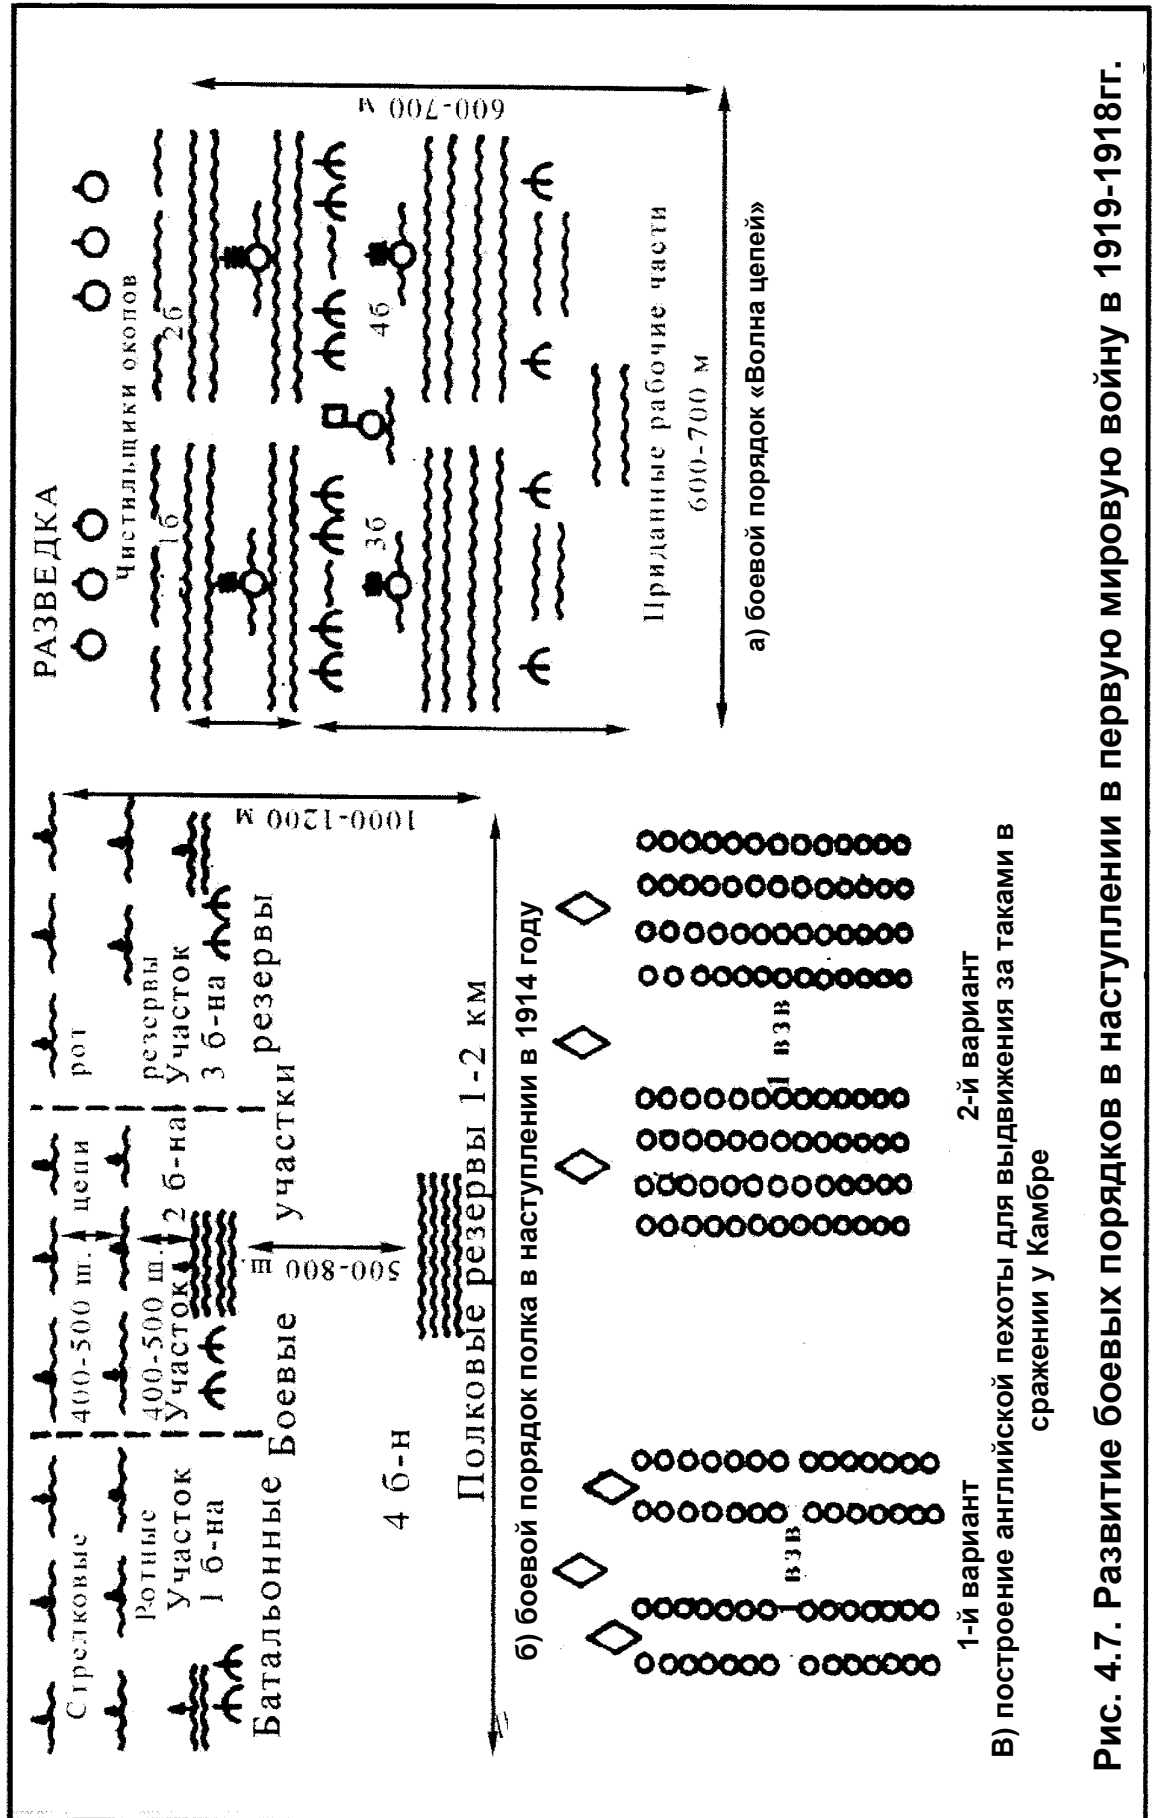 Стрелковые
цепи
рот
400-500 ш.
Ротные
резервы
400-500 ш.
Участок
1 б-на
Участок
2 б-на
Участок
3 б-на
Батальонные
Боевые
участки
резервы
500-800 ш.
1000-1200 м
4 б-н
Полковые резервы 1-2 км
б) боевой порядок полка в наступлении в 1914 году
РАЗВЕДКА
Чистильщики окопов
1б
2б
3б
4б
600-700 м
Приданные рабочие части
600-700 м
а) боевой порядок «Волна цепей»
1 ВЗВ
1 ВЗВ
1-й вариант
2-й вариант
В) построение английской пехоты для выдвижения за таками в
сражении у Камбре
Рис. 4.7. Развитие боевых порядков в наступлении в первую мировую войну в 1919-1918гг.